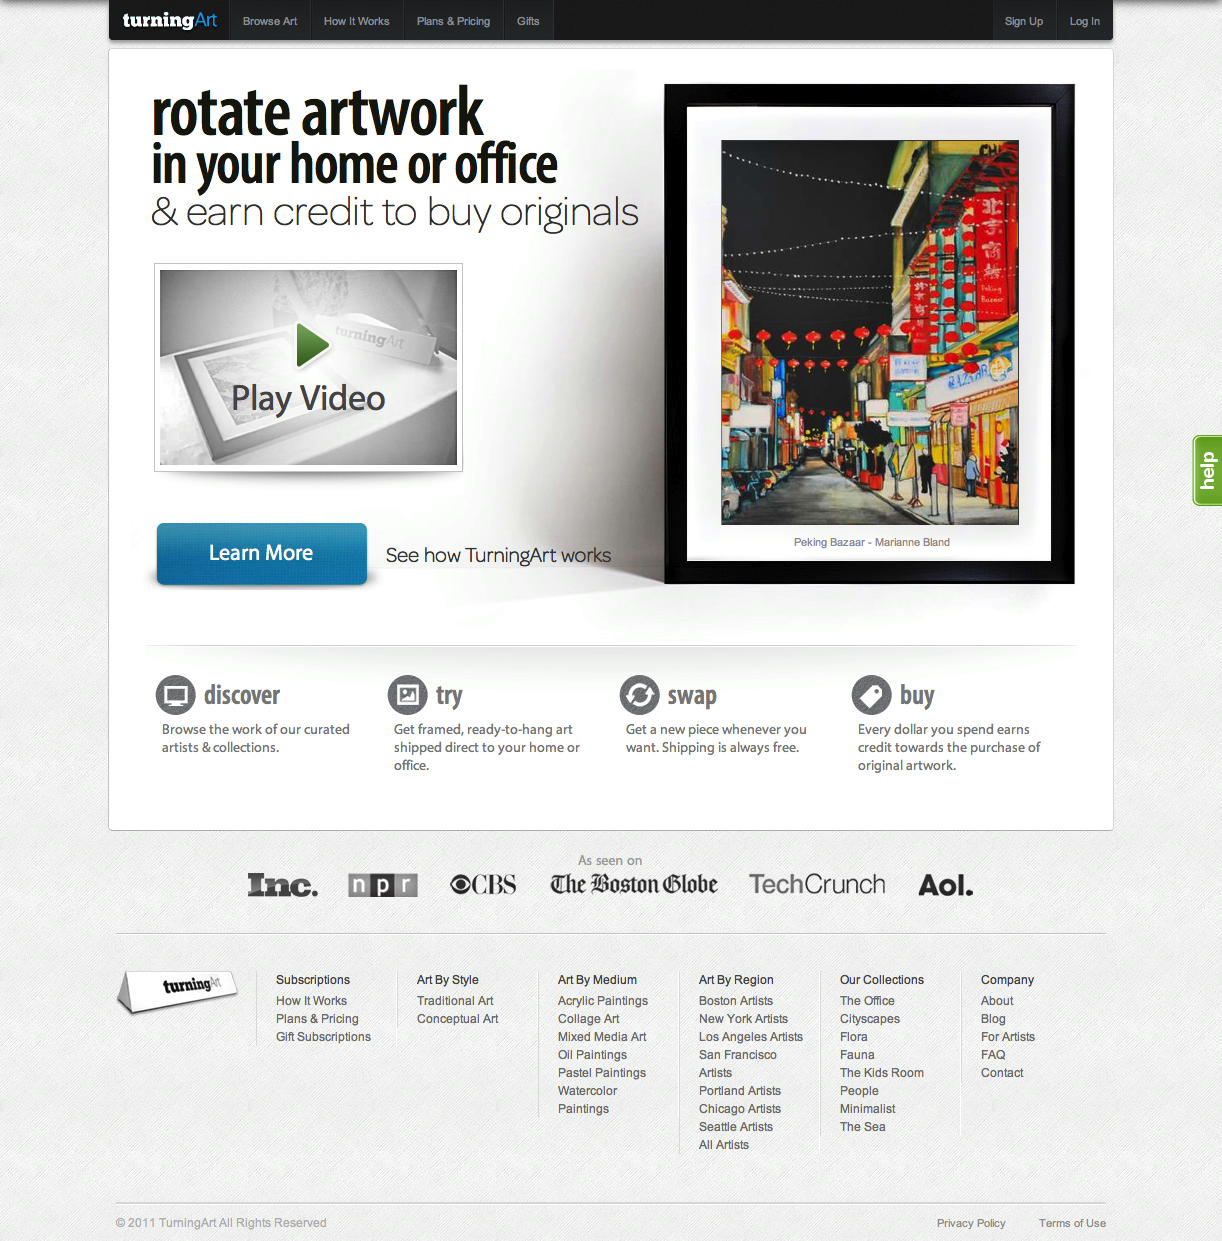 turningArt
Browse Art
How It Works
Plans & Pricing
Gifts
Sign Up
Log In
rotate artwork
in your home or office
& earn credit to buy originals
turningArt
Play Video
Learn More
See how TurningArt works
北京商場
Peking
Bazaar
BAZAAR
Peking Bazaar - Marianne Bland
help
discover
Browse the work of our curated
artists & collections.
try
Get framed, ready-to-hang art
shipped direct to your home or
office.
swap
Get a new piece whenever you
want. Shipping is always free.
buy
Every dollar you spend earns
credit towards the purchase of
original artwork.
As seen on
Inc.
npr
CBS
The Boston Globe
TechCrunch
Aol.
turningArt
Subscriptions
How It Works
Plans & Pricing
Gift Subscriptions
Art By Style
Traditional Art
Conceptual Art
Art By Medium
Acrylic Paintings
Collage Art
Mixed Media Art
Oil Paintings
Pastel Paintings
Watercolor
Paintings
Art By Region
Boston Artists
New York Artists
Los Angeles Artists
San Francisco
Artists
Portland Artists
Chicago Artists
Seattle Artists
All Artists
Our Collections
The Office
Cityscapes
Flora
Fauna
The Kids Room
People
Minimalist
The Sea
Company
About
Blog
For Artists
FAQ
Contact
© 2011 TurningArt All Rights Reserved
Privacy Policy
Terms of Use